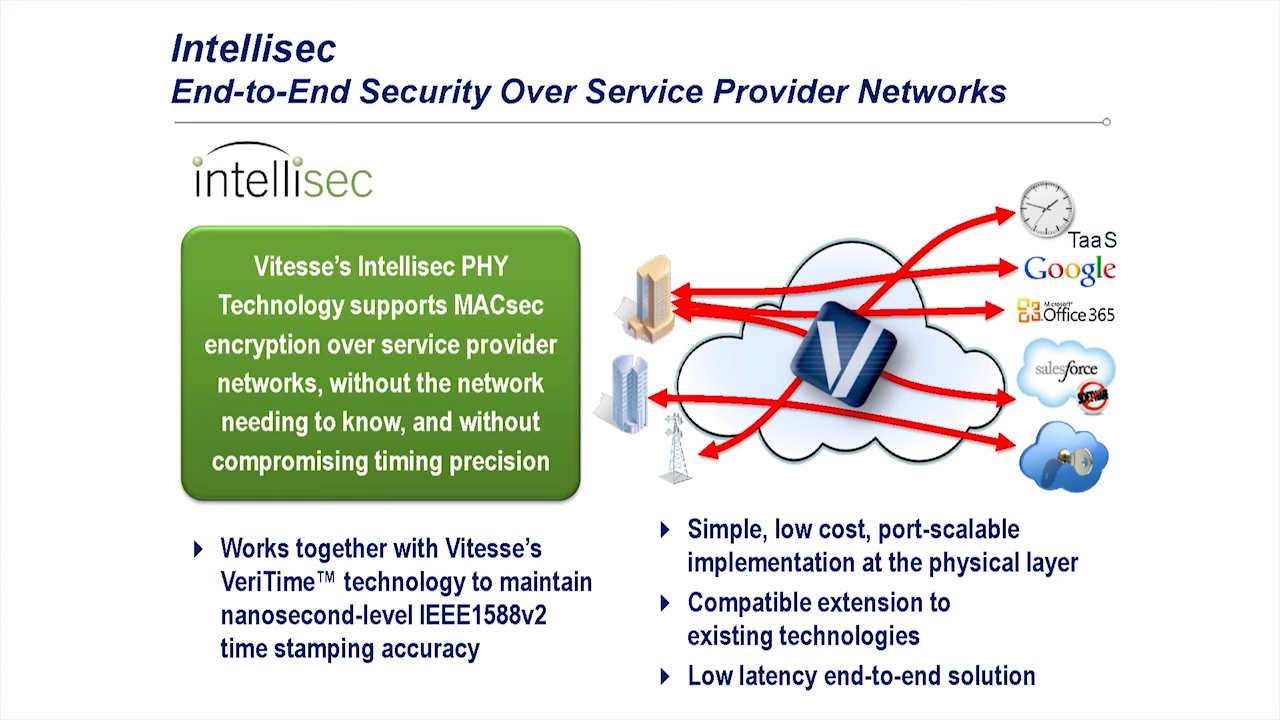 Intellisec
End-to-End Security Over Service Provider Networks
intellisec
Vitesse's Intellisec PHY
Technology supports MACsec
encryption over service provider
networks, without the network
needing to know, and without
compromising timing precision
Works together with Vitesse's
VeriTime™ technology to maintain
nanosecond-level IEEE1588v2
time stamping accuracy
TaaS
Google
Microsoft®
Office 365
salesforce
SOFTWARE
V
Simple, low cost, port-scalable
implementation at the physical layer
Compatible extension to
existing technologies
Low latency end-to-end solution